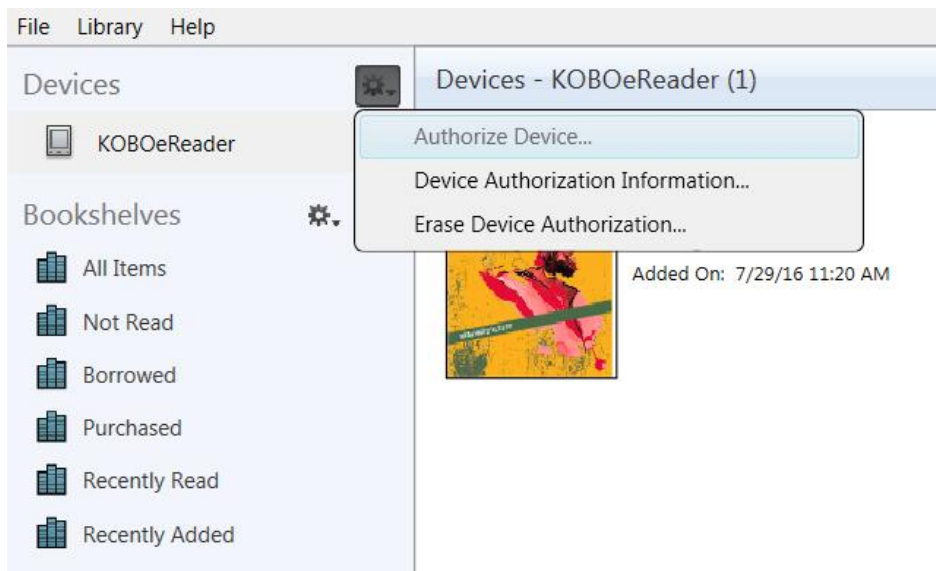 File Library Help
Devices
Devices - KOBOeReader (1)
KOBOeReader
Authorize Device...
Device Authorization Information...
Erase Device Authorization...
Bookshelves
All Items
Added On: 7/29/16 11:20 AM
Not Read
Borrowed
Purchased
Recently Read
Recently Added